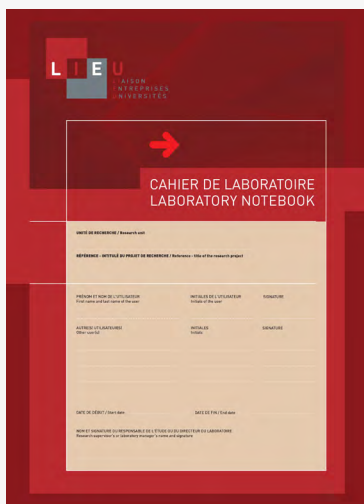 LIEU
LIAISON
ENTREPRISES
UNIVERSITÉS
CAHIER DE LABORATOIRE
LABORATORY NOTEBOOK
UNITÉ DE RECHERCHE / Research unit
RÉFÉRENCE - INTITULÉ DU PROJET DE RECHERCHE / Reference - title of the research project
PRÉNOM ET NOM DE L'UTILISATEUR INITIALES DE L'UTILISATEUR SIGNATURE
First name and last name of the user Initials of the user
AUTRE(S) UTILISATEUR(S) INITIALES SIGNATURE
Other user(s) Initials
DATE DE DÉBUT / Start date DATE DE FIN / End date
NOM ET SIGNATURE DU RESPONSABLE DE L'ÉTUDE OU DU DIRECTEUR DU LABORATOIRE
Research supervisor's or laboratory manager's name and signature